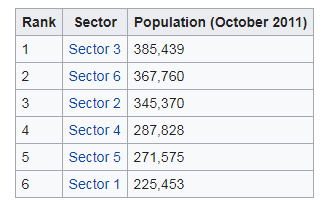 Rank Sector Population (October 2011)
1 Sector 3 385,439
2 Sector 6 367,760
3 Sector 2 345,370
4 Sector 4 287,828
5 Sector 5 271,575
6 Sector 1 225,453